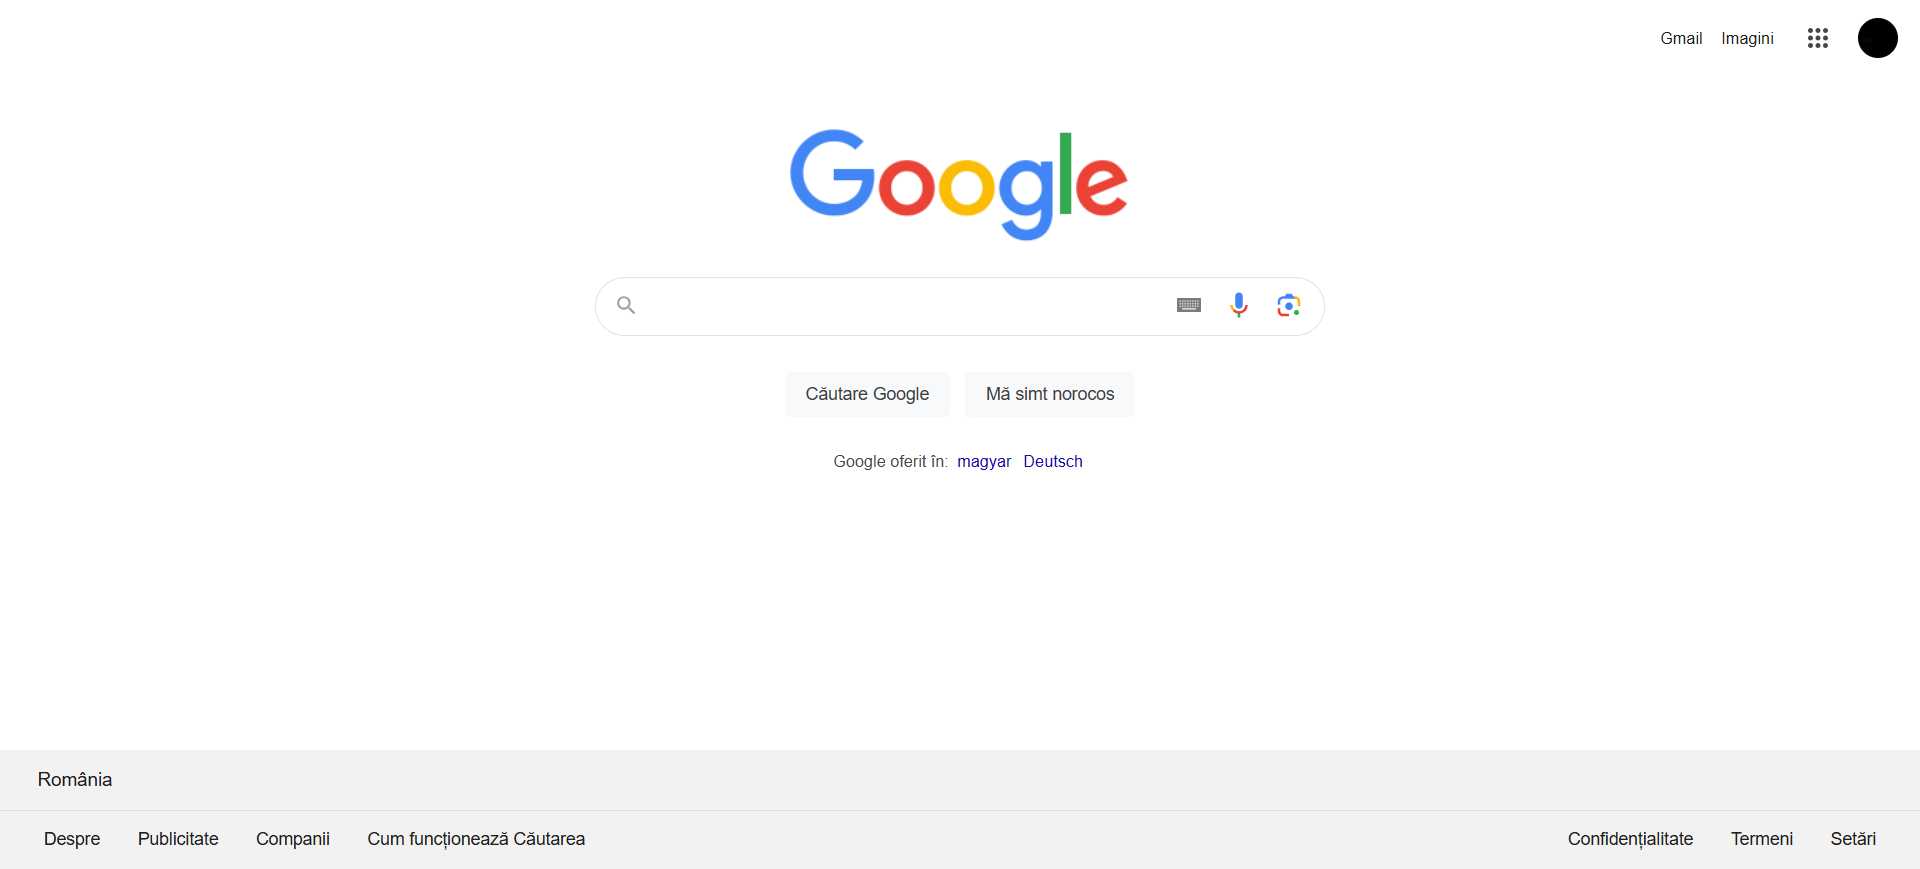 Gmail Imagini
Google
Căutare Google Mă simt norocos
Google oferit în: magyar Deutsch
România
Despre Publicitate Companii Cum funcționează Căutarea Confidențialitate Termeni Setări